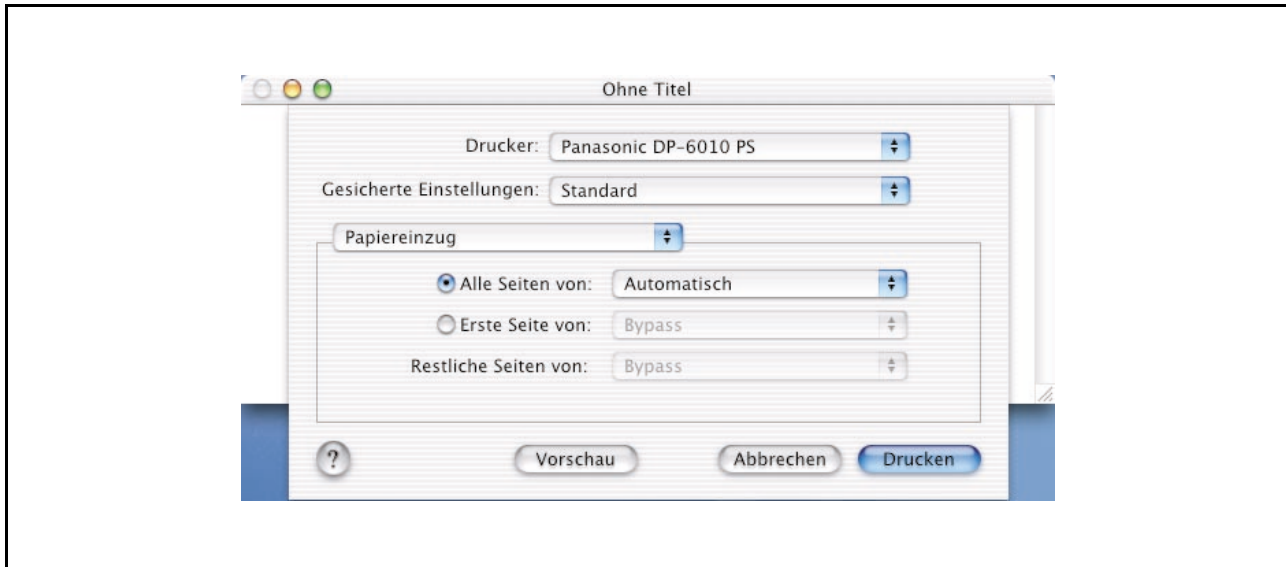 Ohne Titel
Drucker: Panasonic DP-6010 PS
Gesicherte Einstellungen: Standard
Papiereinzug
Alle Seiten von: Automatisch
Erste Seite von: Bypass
Restliche Seiten von: Bypass
? Vorschau Abbrechen Drucken